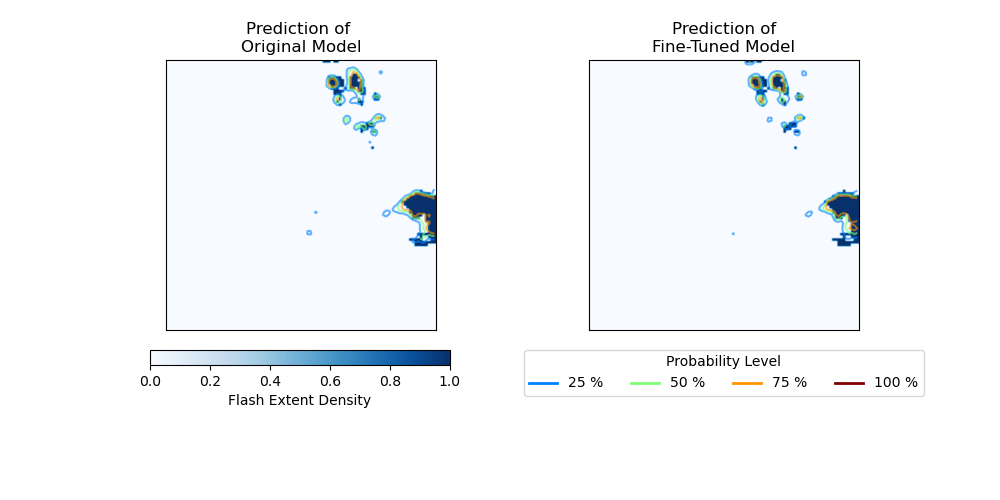 Prediction of
Original Model
Prediction of
Fine-Tuned Model
0.0 0.2 0.4 0.6 0.8 1.0
Flash Extent Density
Probability Level
25 % 50 % 75 % 100 %